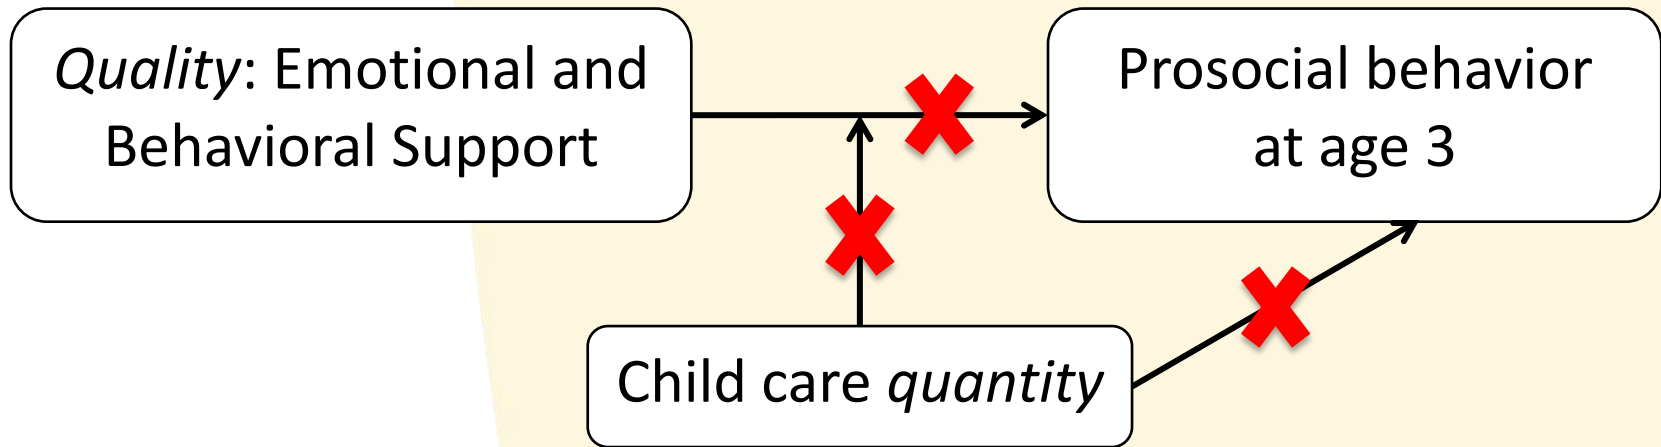 Quality: Emotional and
Behavioral Support
Prosocial behavior
at age 3
Child care quantity